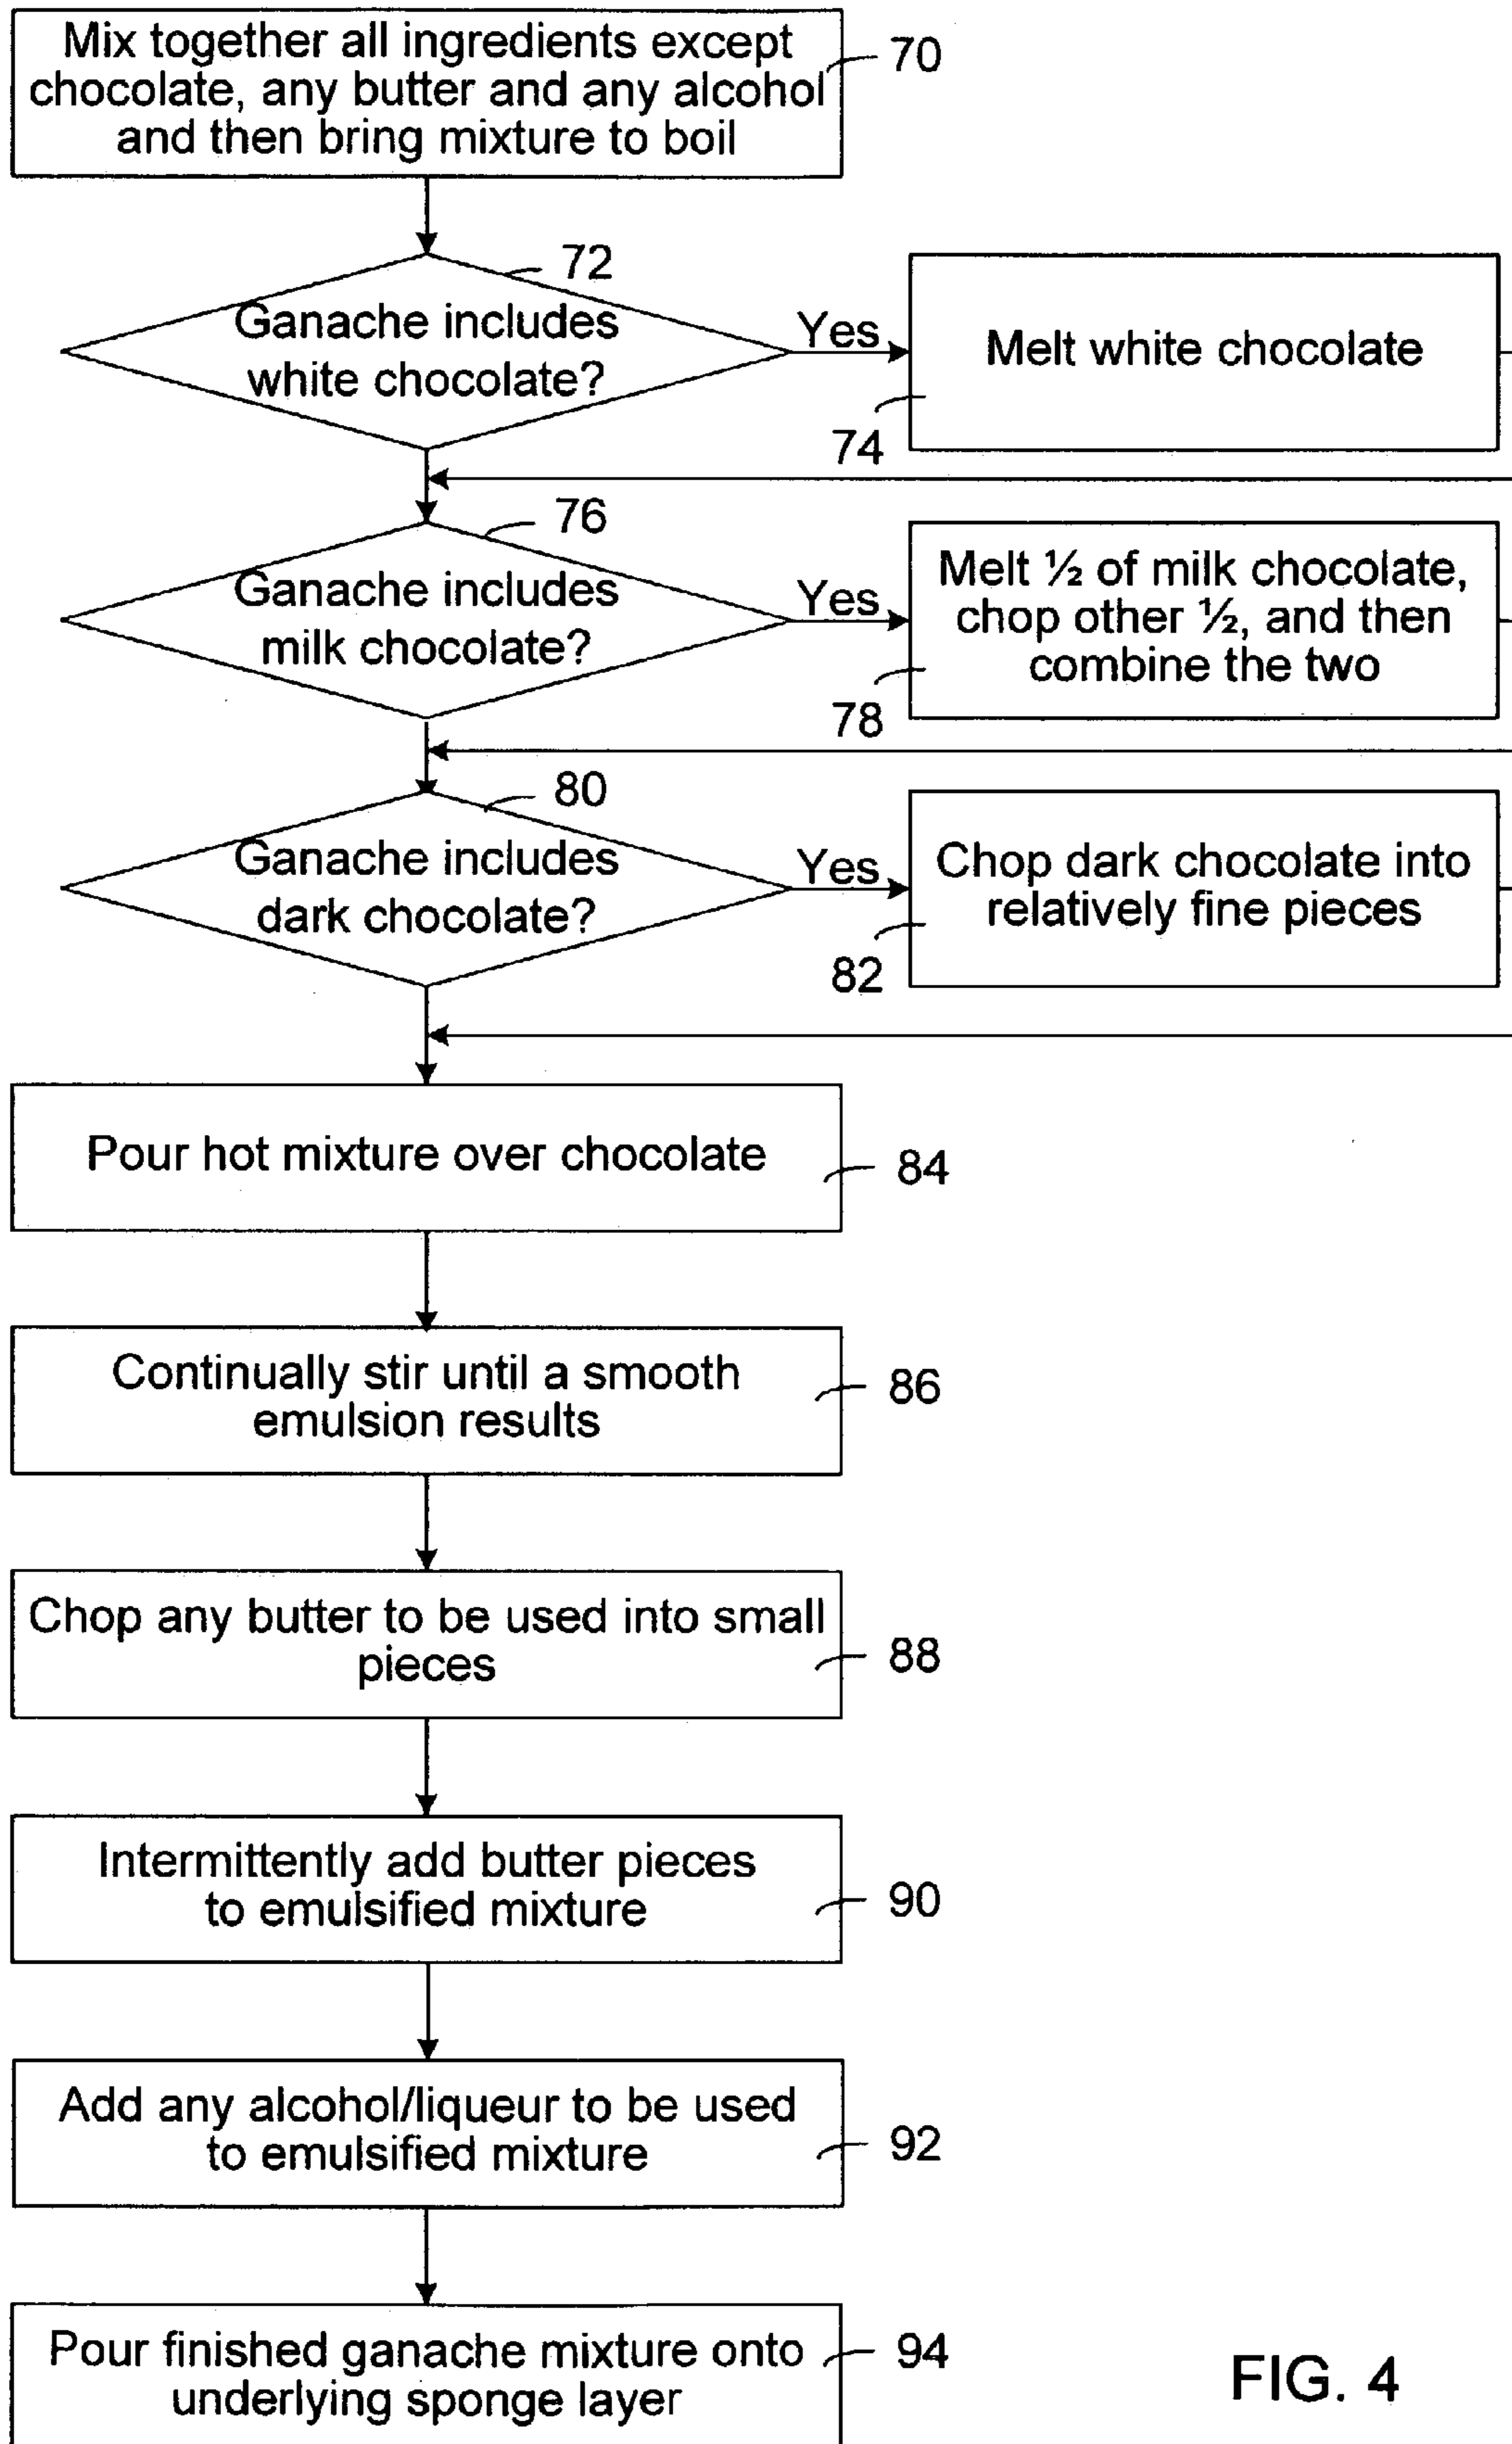 Mix together all ingredients except
chocolate, any butter and any alcohol
and then bring mixture to boil
70
72
Ganache includes
white chocolate?
Yes
Melt white chocolate
74
76
Ganache includes
milk chocolate?
Yes
Melt ½ of milk chocolate,
chop other ½, and then
combine the two
78
80
Ganache includes
dark chocolate?
Yes
Chop dark chocolate into
relatively fine pieces
82
Pour hot mixture over chocolate
84
Continually stir until a smooth
emulsion results
86
Chop any butter to be used into small
pieces
88
Intermittently add butter pieces
to emulsified mixture
90
Add any alcohol/liqueur to be used
to emulsified mixture
92
Pour finished ganache mixture onto
underlying sponge layer
94
FIG. 4